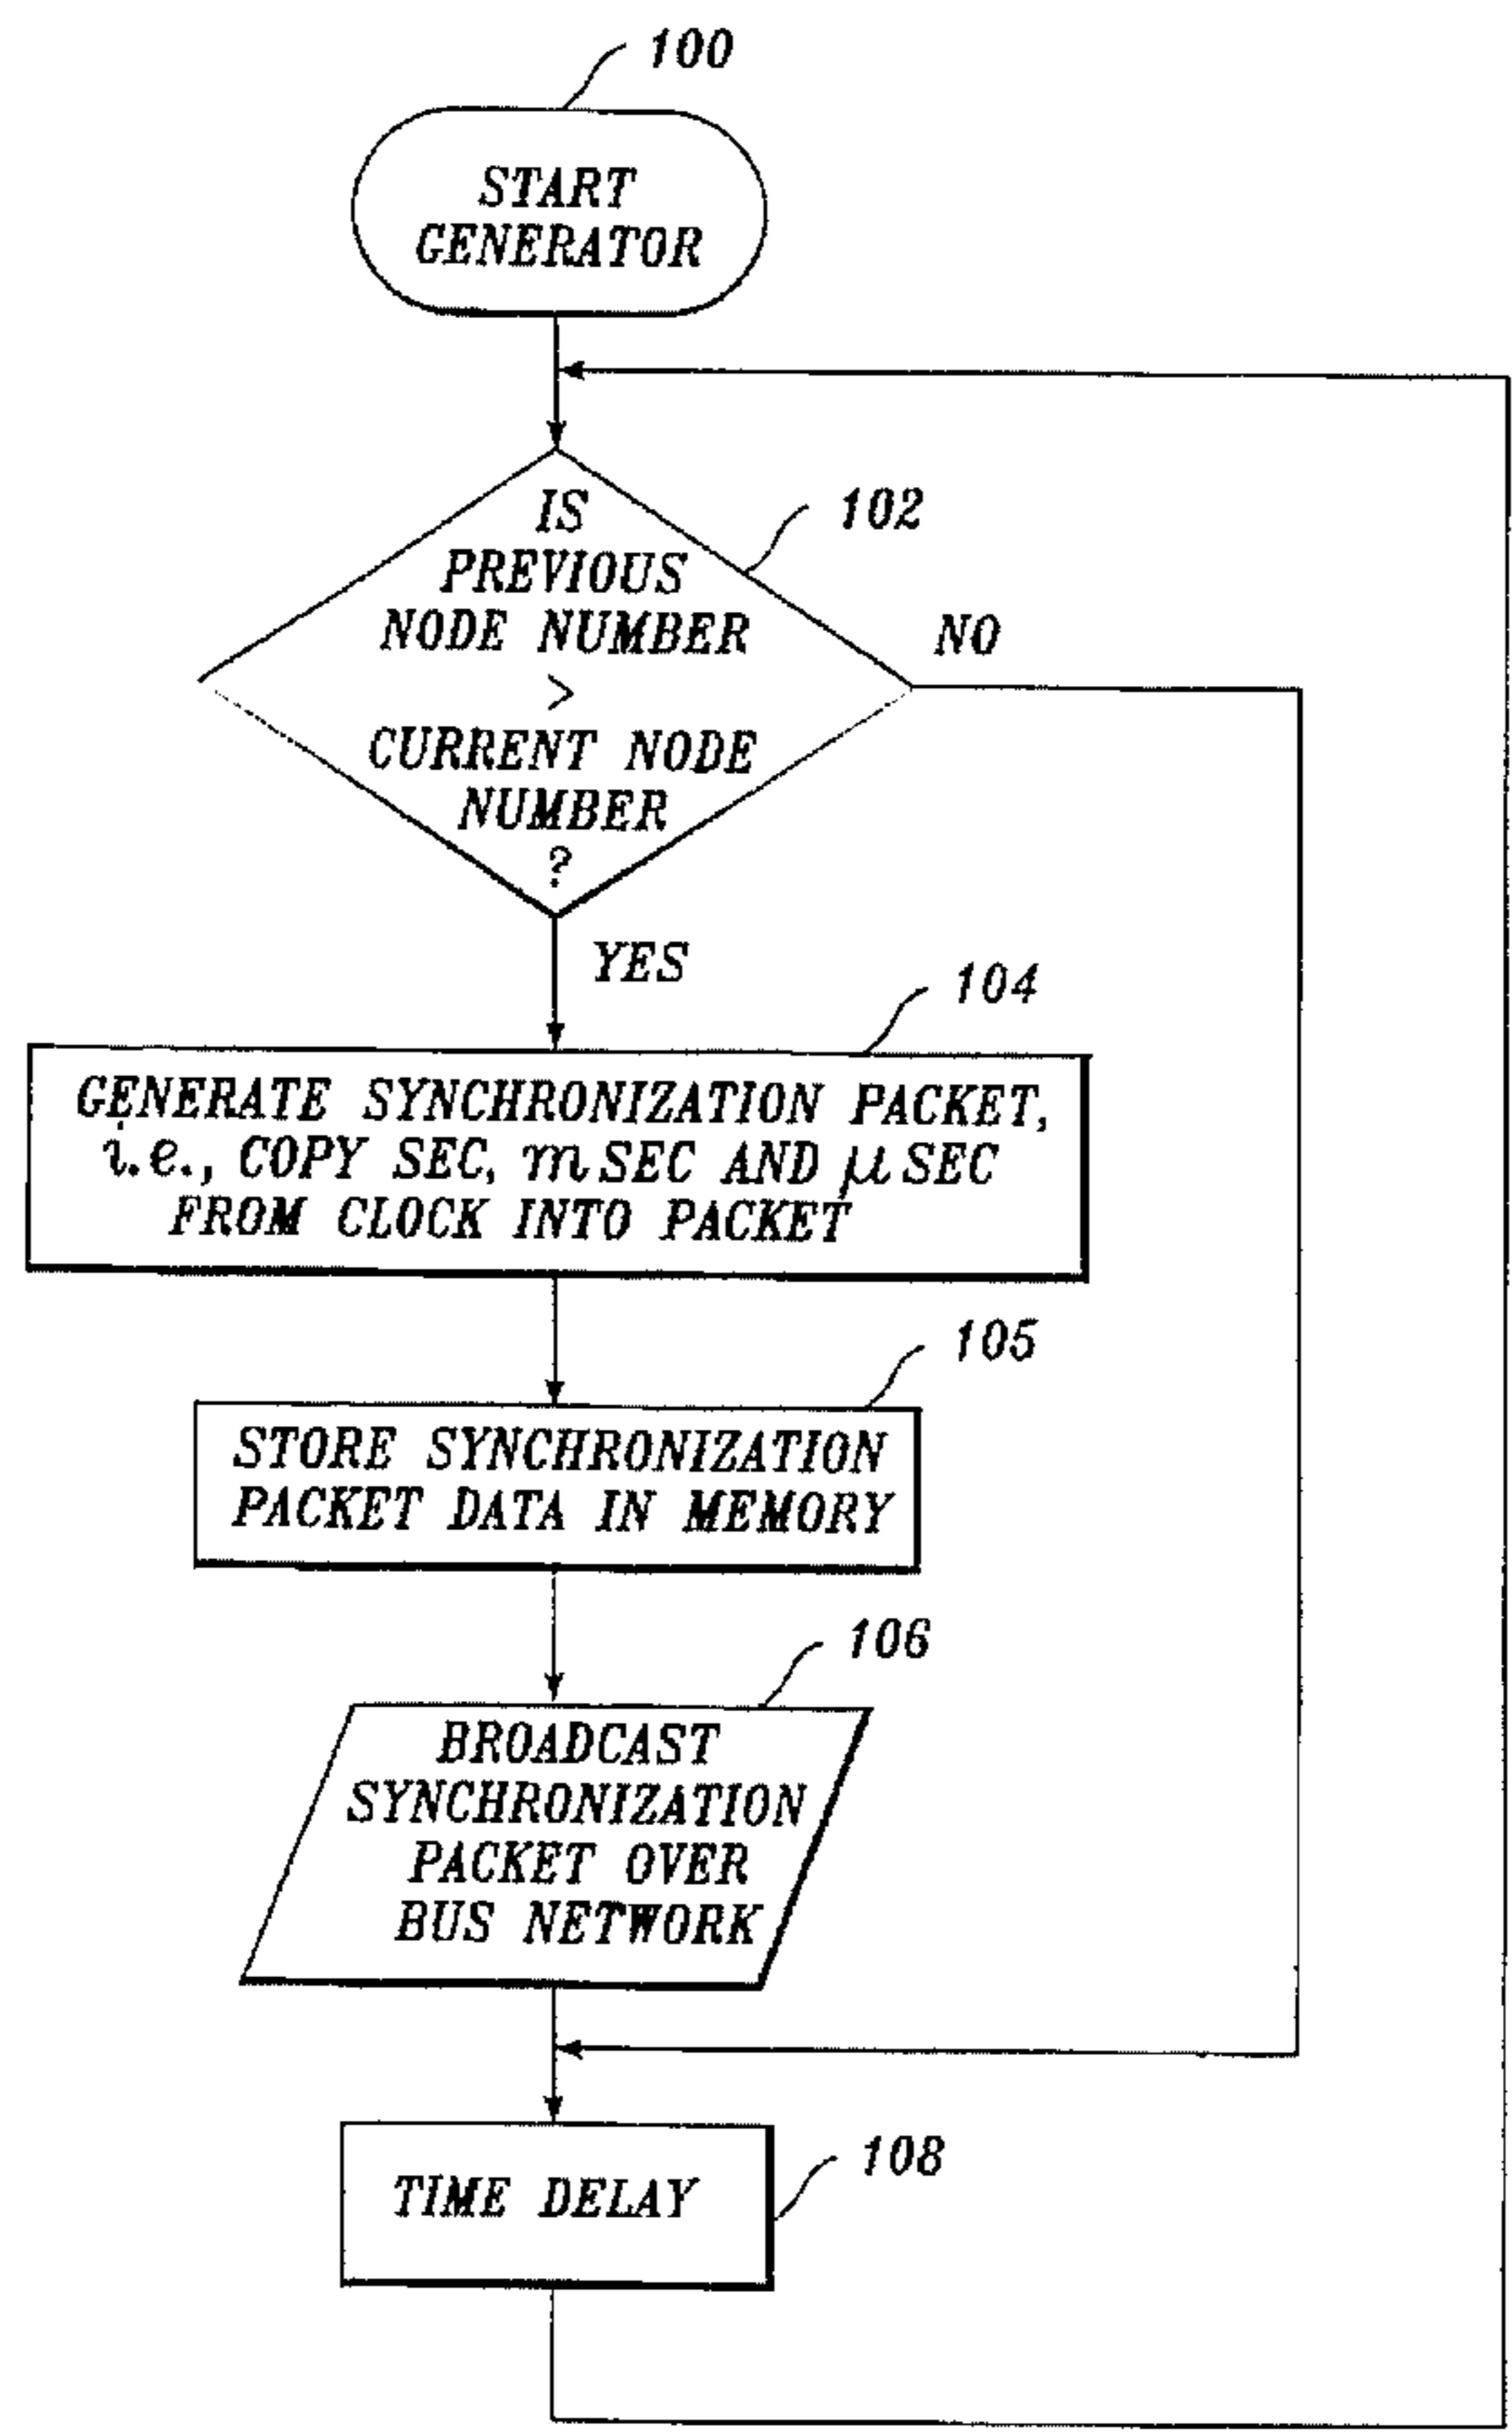 100
START
GENERATOR
IS
PREVIOUS
NODE NUMBER
>
CURRENT NODE
NUMBER
?
102
NO
YES
104
GENERATE SYNCHRONIZATION PACKET,
i.e., COPY SEC, mSEC AND μSEC
FROM CLOCK INTO PACKET
105
STORE SYNCHRONIZATION
PACKET DATA IN MEMORY
106
BROADCAST
SYNCHRONIZATION
PACKET OVER
BUS NETWORK
108
TIME DELAY